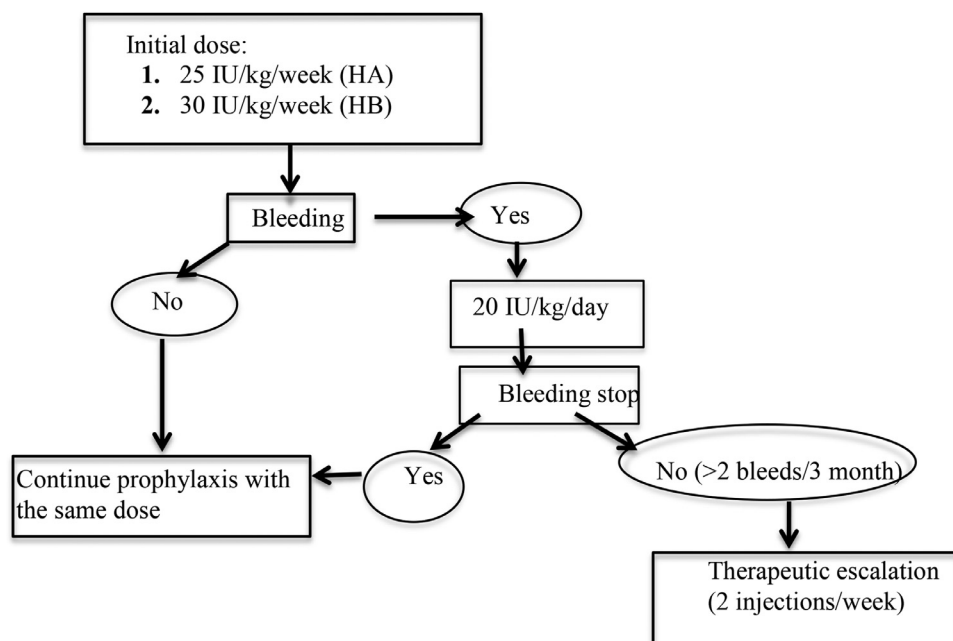 Initial dose:
1. 25 IU/kg/week (HA)
2. 30 IU/kg/week (HB)
Bleeding
Yes
No
20 IU/kg/day
Bleeding stop
Yes
No (>2 bleeds/3 month)
Continue prophylaxis with
the same dose
Therapeutic escalation
(2 injections/week)